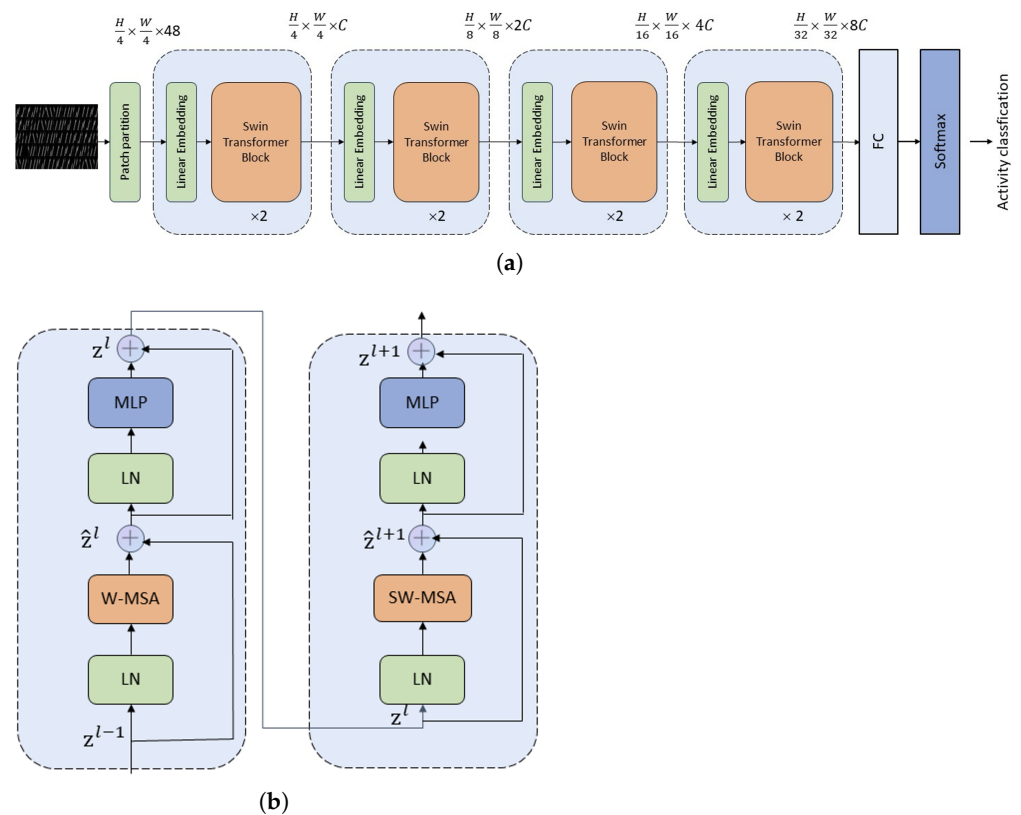 H/4 × W/4 × 48
H/4 × W/4 × C
H/8 × W/8 × 2C
H/16 × W/16 × 4C
H/32 × W/32 × 8C
Patch partition
Linear Embedding
Swin
Transformer
Block
×2
Linear Embedding
Swin
Transformer
Block
×2
Linear Embedding
Swin
Transformer
Block
×2
Linear Embedding
Swin
Transformer
Block
× 2
FC
Softmax
Activity classfication
(a)
z^l
+
MLP
LN
ẑ^l
+
W-MSA
LN
z^{l-1}
z^{l+1}
+
MLP
LN
ẑ^{l+1}
+
SW-MSA
LN
z^l
(b)